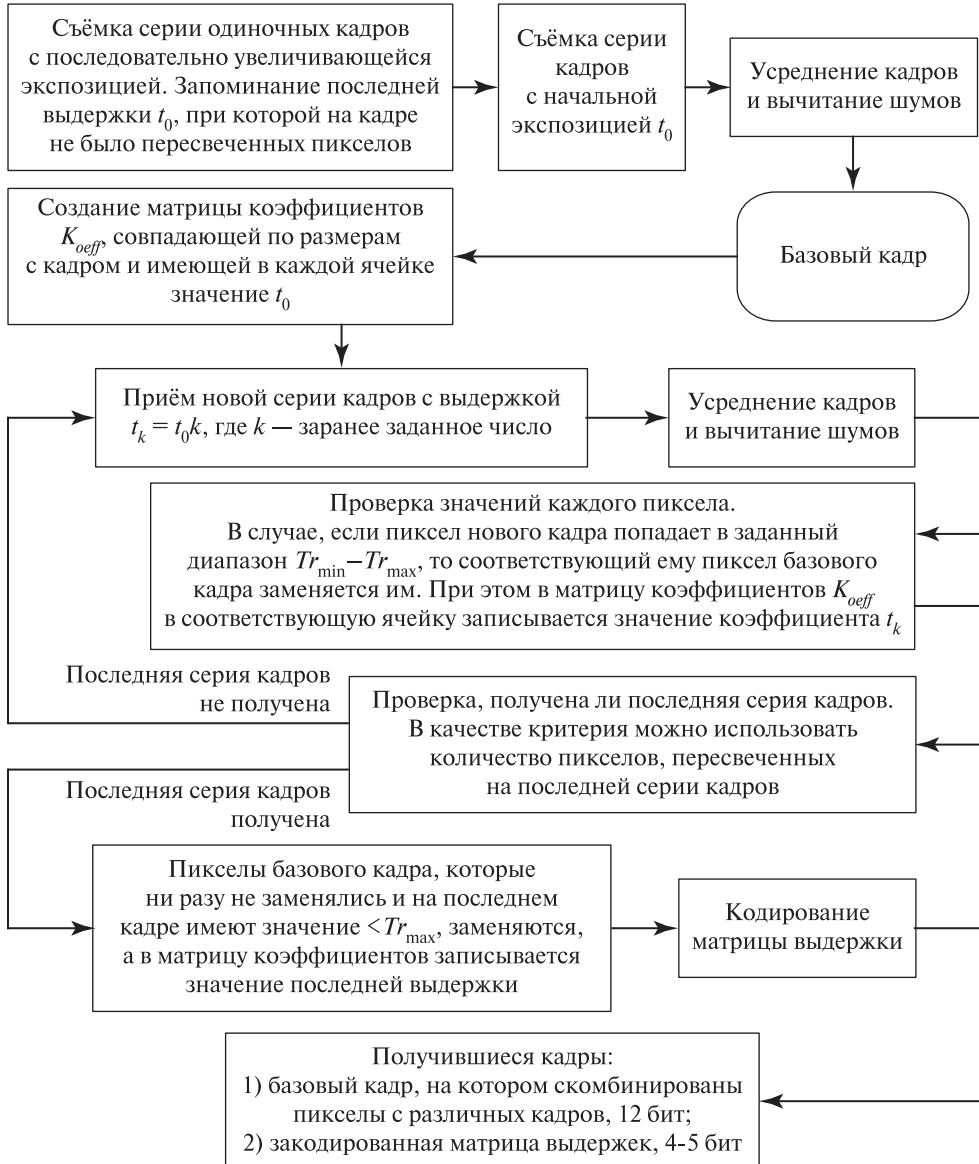 Съёмка серии одиночных кадров
с последовательно увеличивающейся
экспозицией. Запоминание последней
выдержки t₀, при которой на кадре
не было пересвеченных пикселов
Съёмка серии
кадров
с начальной
экспозицией t₀
Усреднение кадров
и вычитание шумов
Базовый кадр
Создание матрицы коэффициентов
K_oeff, совпадающей по размерам
с кадром и имеющей в каждой ячейке
значение t₀
Приём новой серии кадров с выдержкой
t_k = t₀k, где k — заранее заданное число
Усреднение кадров
и вычитание шумов
Проверка значений каждого пиксела.
В случае, если пиксел нового кадра попадает в заданный
диапазон Tr_min–Tr_max, то соответствующий ему пиксел базового
кадра заменяется им. При этом в матрицу коэффициентов K_oeff
в соответствующую ячейку записывается значение коэффициента t_k
Последняя серия кадров
не получена
Проверка, получена ли последняя серия кадров.
В качестве критерия можно использовать
количество пикселов, пересвеченных
на последней серии кадров
Последняя серия кадров
получена
Пикселы базового кадра, которые
ни разу не заменялись и на последнем
кадре имеют значение <Tr_max, заменяются,
а в матрицу коэффициентов записывается
значение последней выдержки
Кодирование
матрицы выдержки
Получившиеся кадры:
1) базовый кадр, на котором скомбинированы
пикселы с различных кадров, 12 бит;
2) закодированная матрица выдержек, 4-5 бит